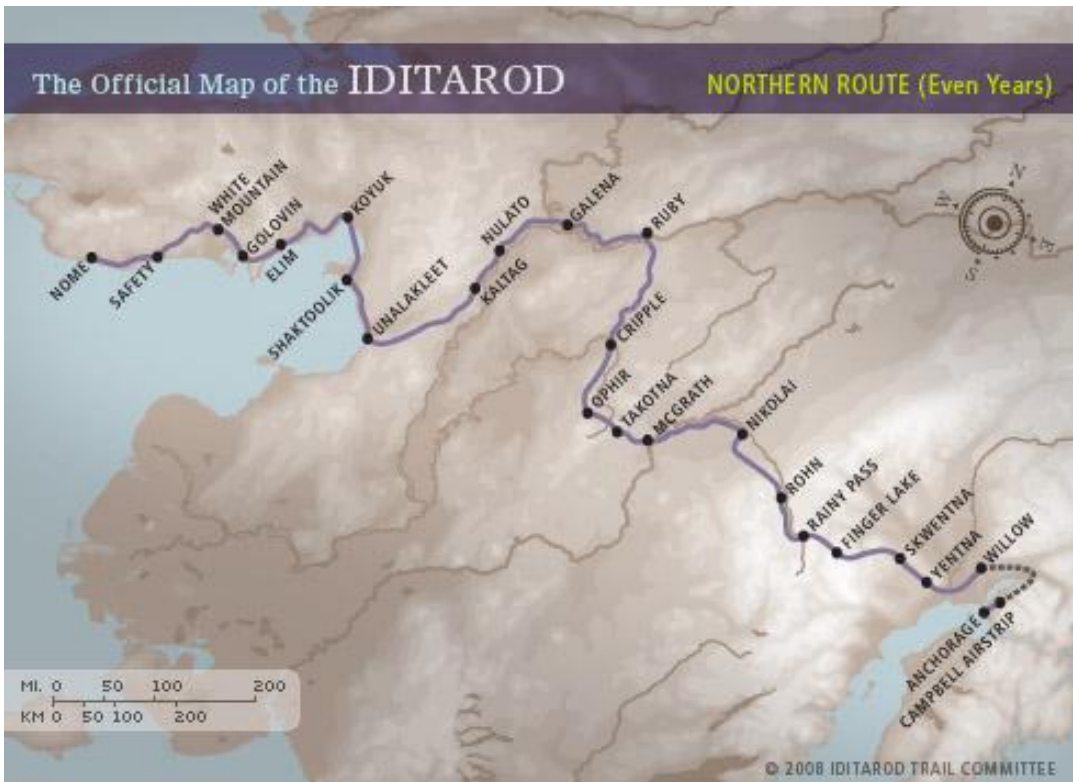 The Official Map of the IDITAROD
NORTHERN ROUTE (Even Years)
NOME
SAFETY
WHITE
MOUNTAIN
GOLOVIN
ELIM
KOYUK
SHAKTOOLIK
UNALAKLEET
KALTAG
NULATO
GALENA
RUBY
CRIPPLE
OPHIR
TAKOTNA
MCGRATH
NIKOLAI
ROHN
RAINY PASS
FINGER LAKE
SKWENTNA
YENTNA
WILLOW
ANCHORAGE
CAMPBELL AIRSTRIP
N
W
E
S
MI. 0 50 100 200
KM 0 50 100 200
© 2008 IDITAROD TRAIL COMMITTEE